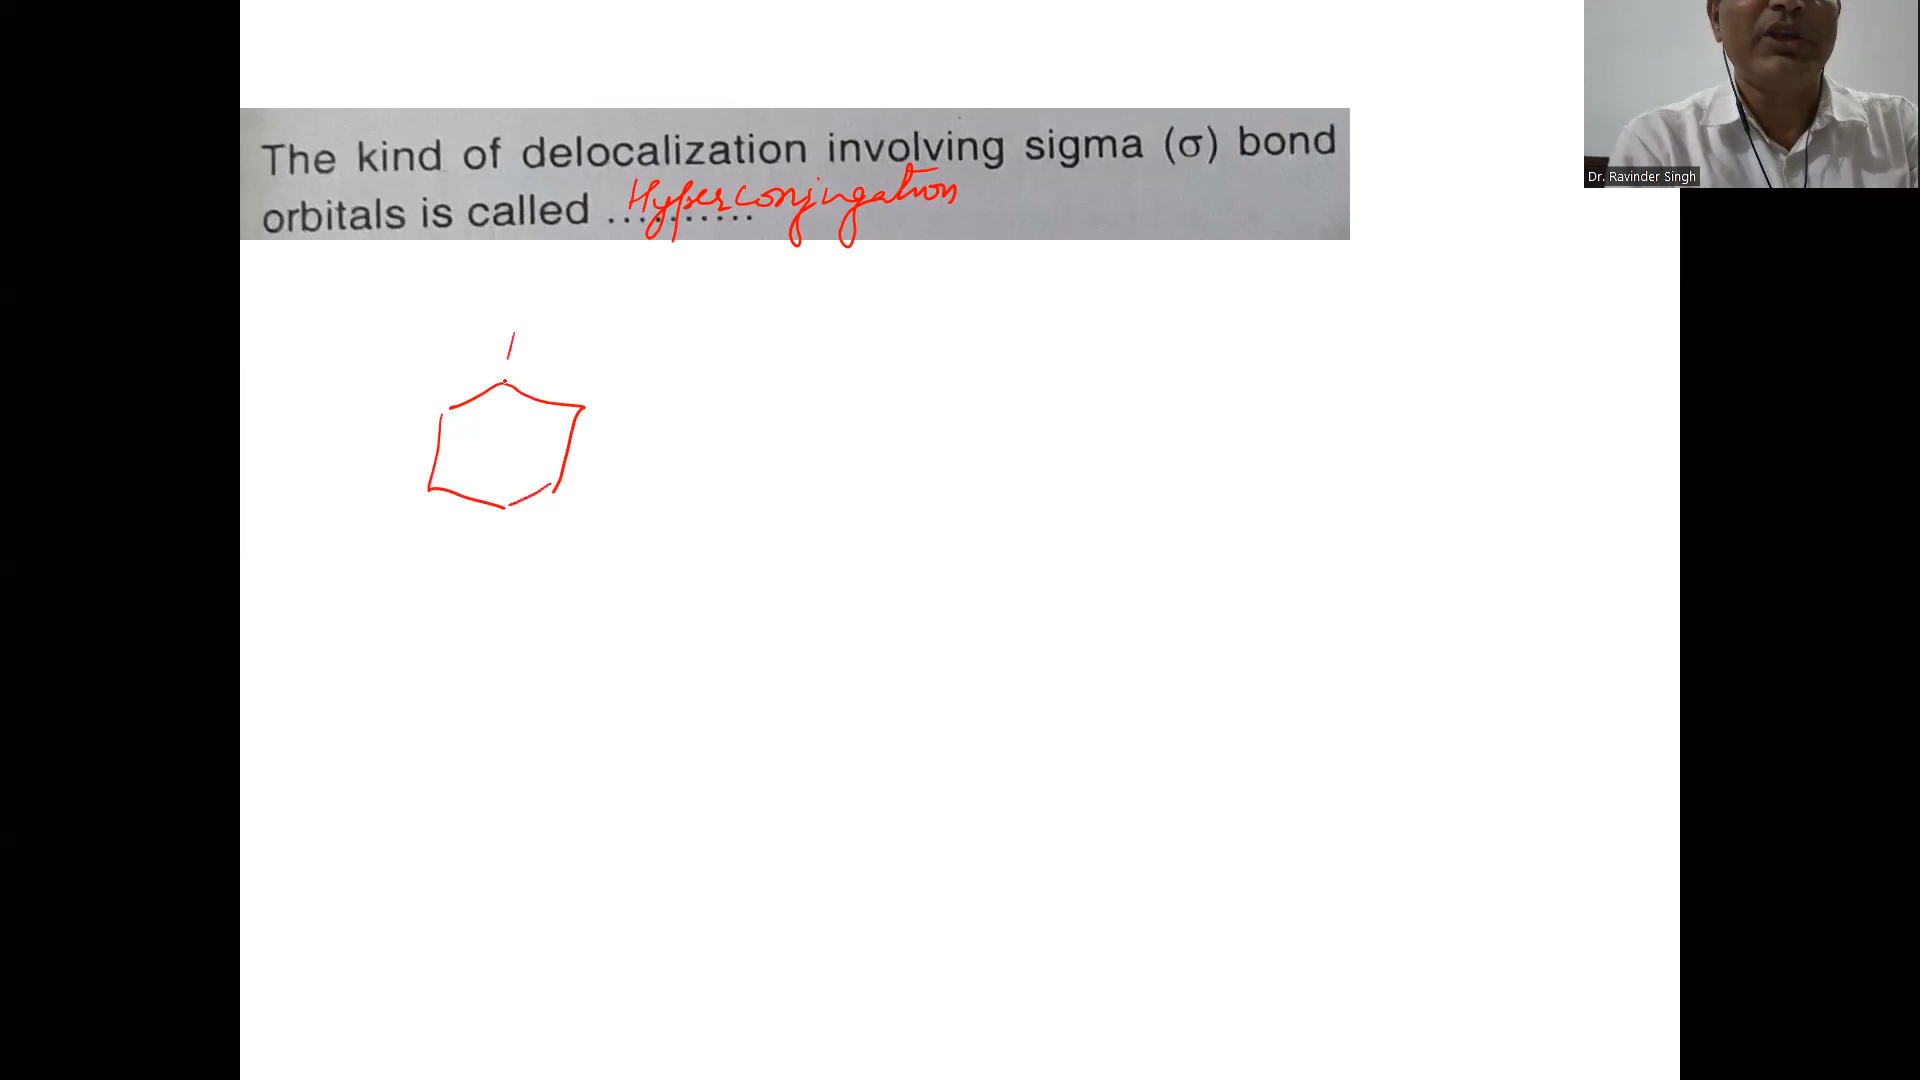 The kind of delocalization involving sigma (σ) bond
orbitals is called .......... Hyperconjugation
Dr. Ravinder Singh